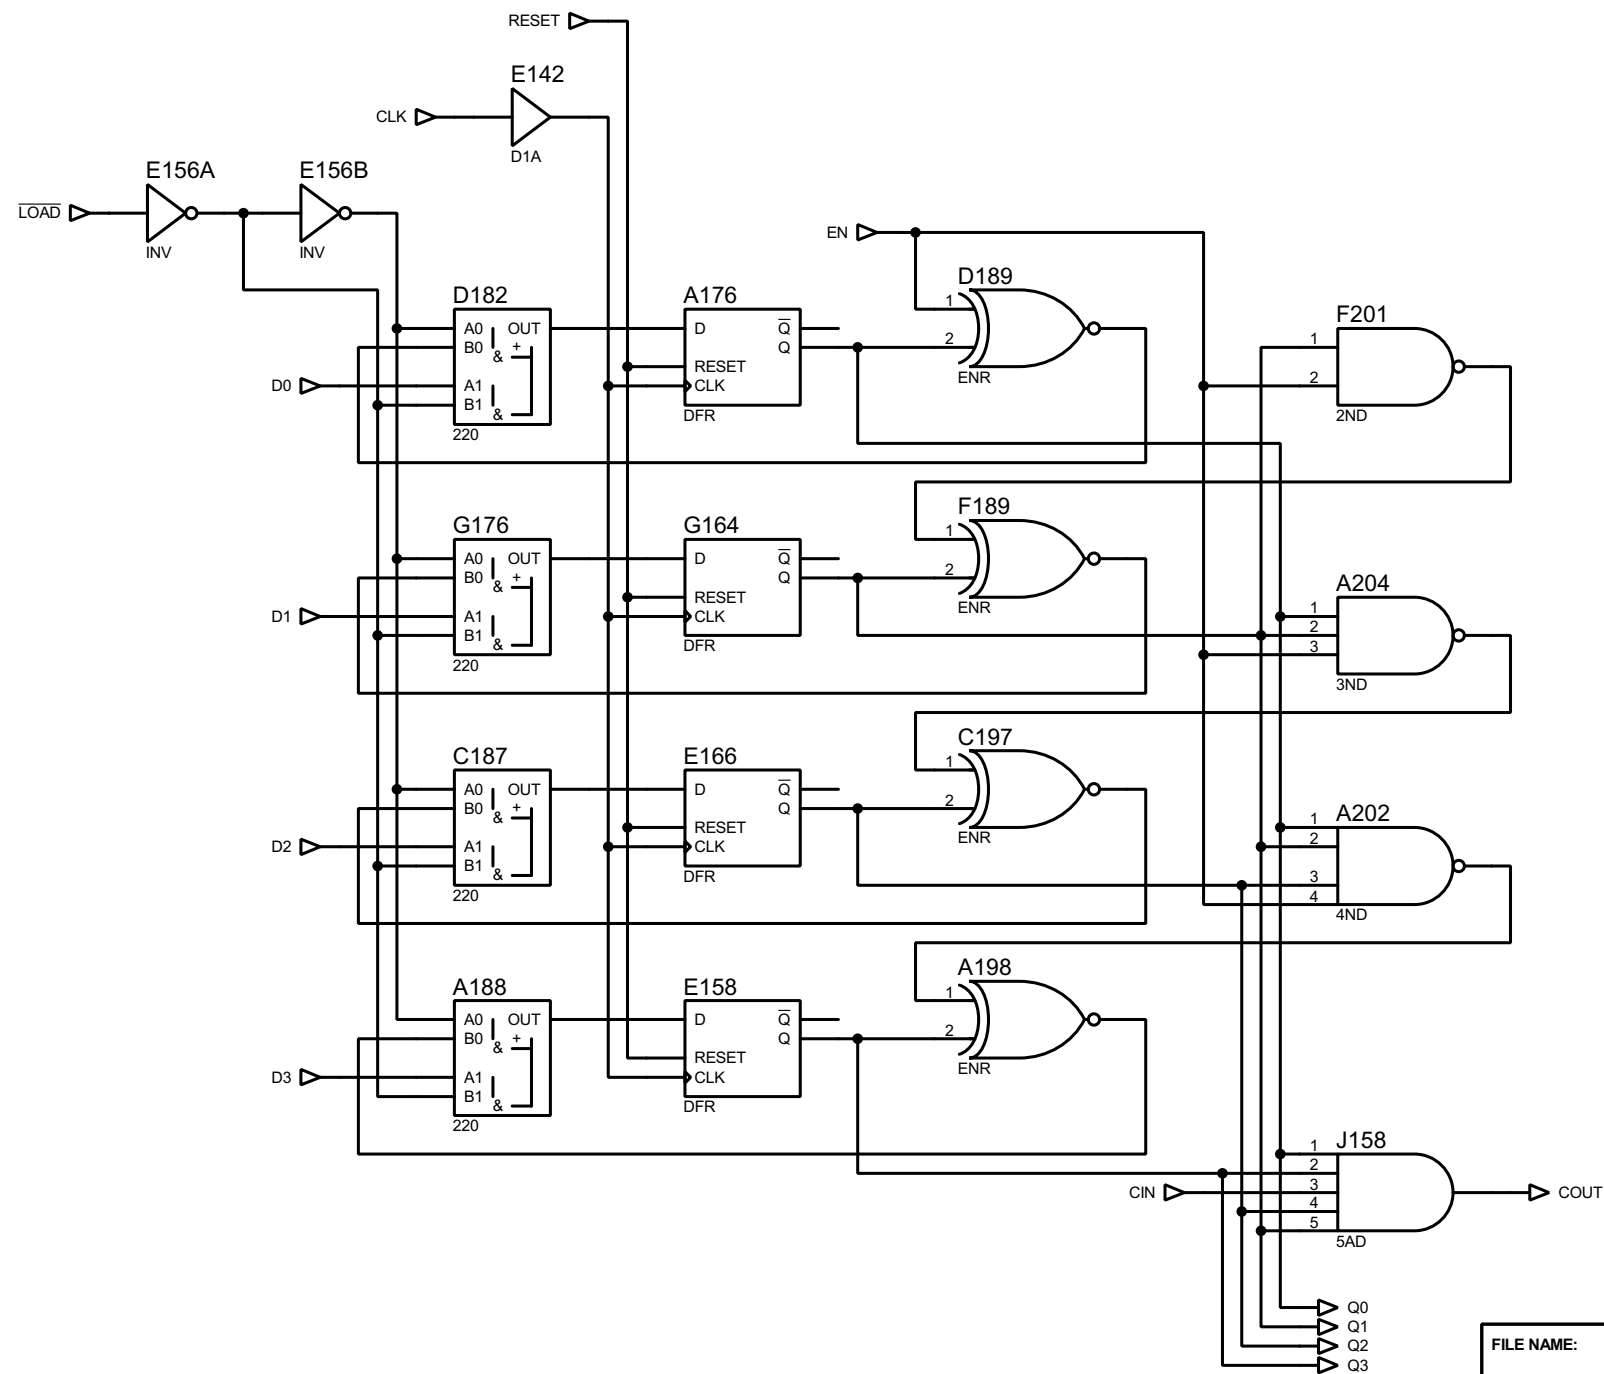 RESET
E142
CLK
D1A
E156A
E156B
LOAD
INV
INV
EN
D189
D182
A176
F201
A0 OUT
B0 +
&
D Q
Q
1
2
1
RESET
ENR
D0
A1
B1
&
CLK
2
220
DFR
2ND
G176
G164
F189
A0 OUT
B0 +
&
D Q
Q
1
2
A204
RESET
ENR
D1
A1
B1
&
CLK
1
2
3
220
DFR
3ND
C187
E166
C197
A0 OUT
B0 +
&
D Q
Q
1
2
A202
RESET
ENR
D2
A1
B1
&
CLK
1
2
3
4
220
DFR
4ND
A188
E158
A198
A0 OUT
B0 +
&
D Q
Q
1
2
RESET
ENR
D3
A1
B1
&
CLK
220
DFR
J158
1
2
3
4
5
CIN
COUT
5AD
Q0
Q1
Q2
Q3
FILE NAME: